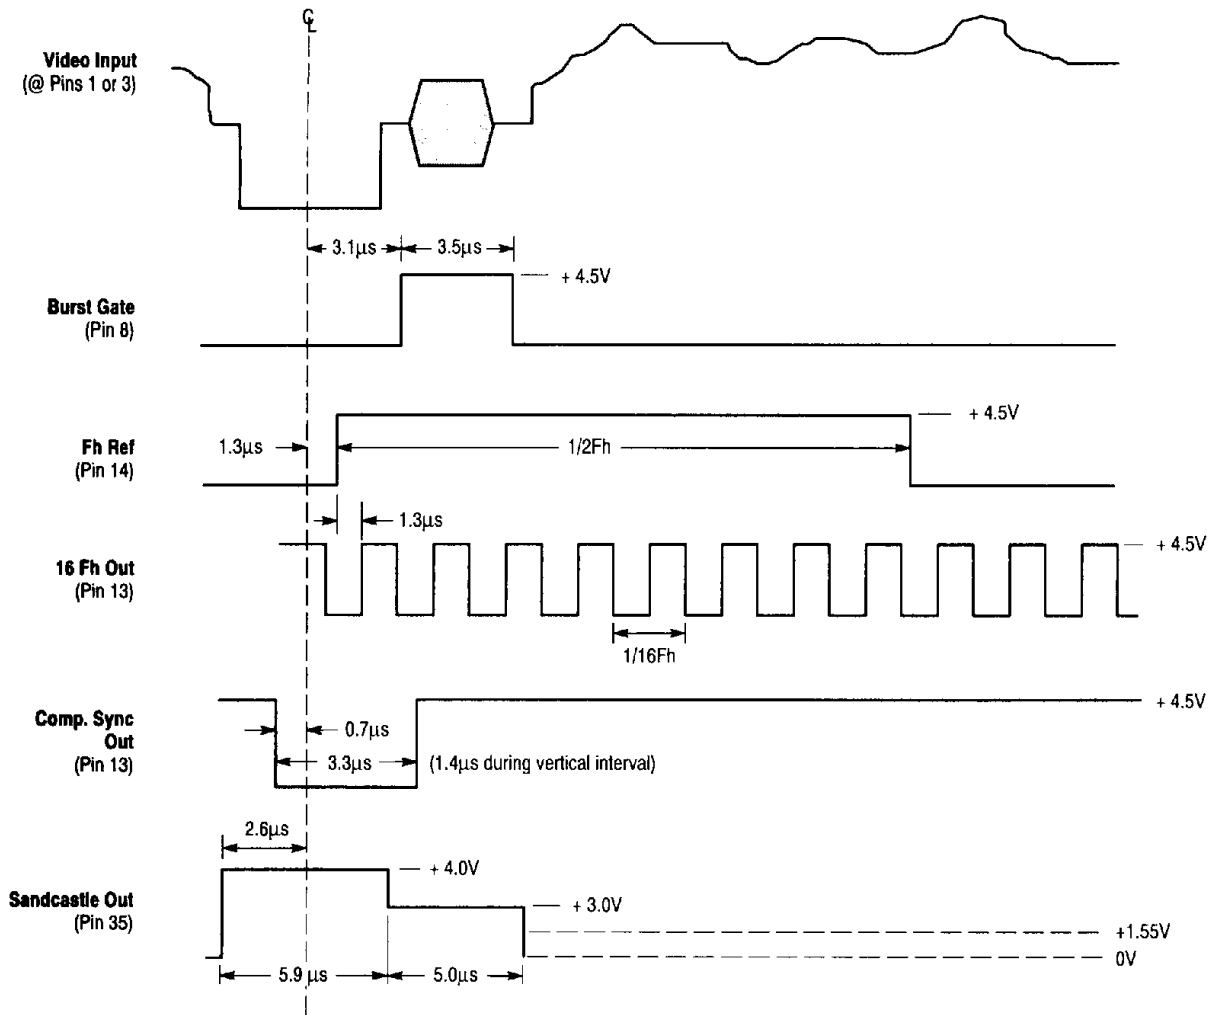 ℄
Video Input
(@ Pins 1 or 3)
3.1µs
3.5µs
+ 4.5V
Burst Gate
(Pin 8)
+ 4.5V
Fh Ref
(Pin 14)
1.3µs
1/2Fh
1.3µs
+ 4.5V
16 Fh Out
(Pin 13)
1/16Fh
Comp. Sync
Out
(Pin 13)
+ 4.5V
0.7µs
3.3µs
(1.4µs during vertical interval)
2.6µs
+ 4.0V
Sandcastle Out
(Pin 35)
+ 3.0V
+1.55V
0V
5.9 µs
5.0µs